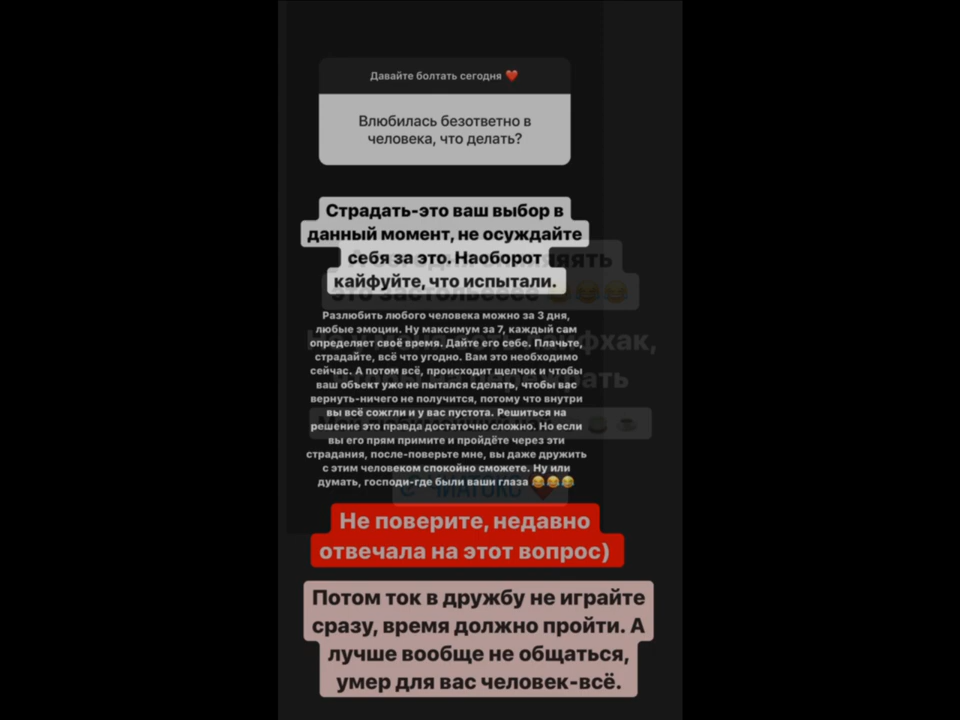 Давайте болтать сегодня ❤️
Влюбилась безответно в
человека, что делать?
Страдать-это ваш выбор в
данный момент, не осуждайте
себя за это. Наоборот
кайфуйте, что испытали.
это застольеее 😂😂😂
Разлюбить любого человека можно за 3 дня,
любые эмоции. Ну максимум за 7, каждый сам
определяет своё время. Дайте его себе. Плачьте,
страдайте, всё что угодно. Вам это необходимо
сейчас. А потом всё, происходит щелчок и чтобы
ваш объект уже не пытался сделать, чтобы вас
вернуть-ничего не получится, потому что внутри
вы всё сожгли и у вас пустота. Решиться на
решение это правда достаточно сложно. Но если
вы его прям примите и пройдёте через эти
страдания, после-поверьте мне, вы даже дружить
с этим человеком спокойно сможете. Ну или
думать, господи-где были ваши глаза 😂😂😂
Не поверите, недавно
отвечала на этот вопрос)
Потом ток в дружбу не играйте
сразу, время должно пройти. А
лучше вообще не общаться,
умер для вас человек-всё.